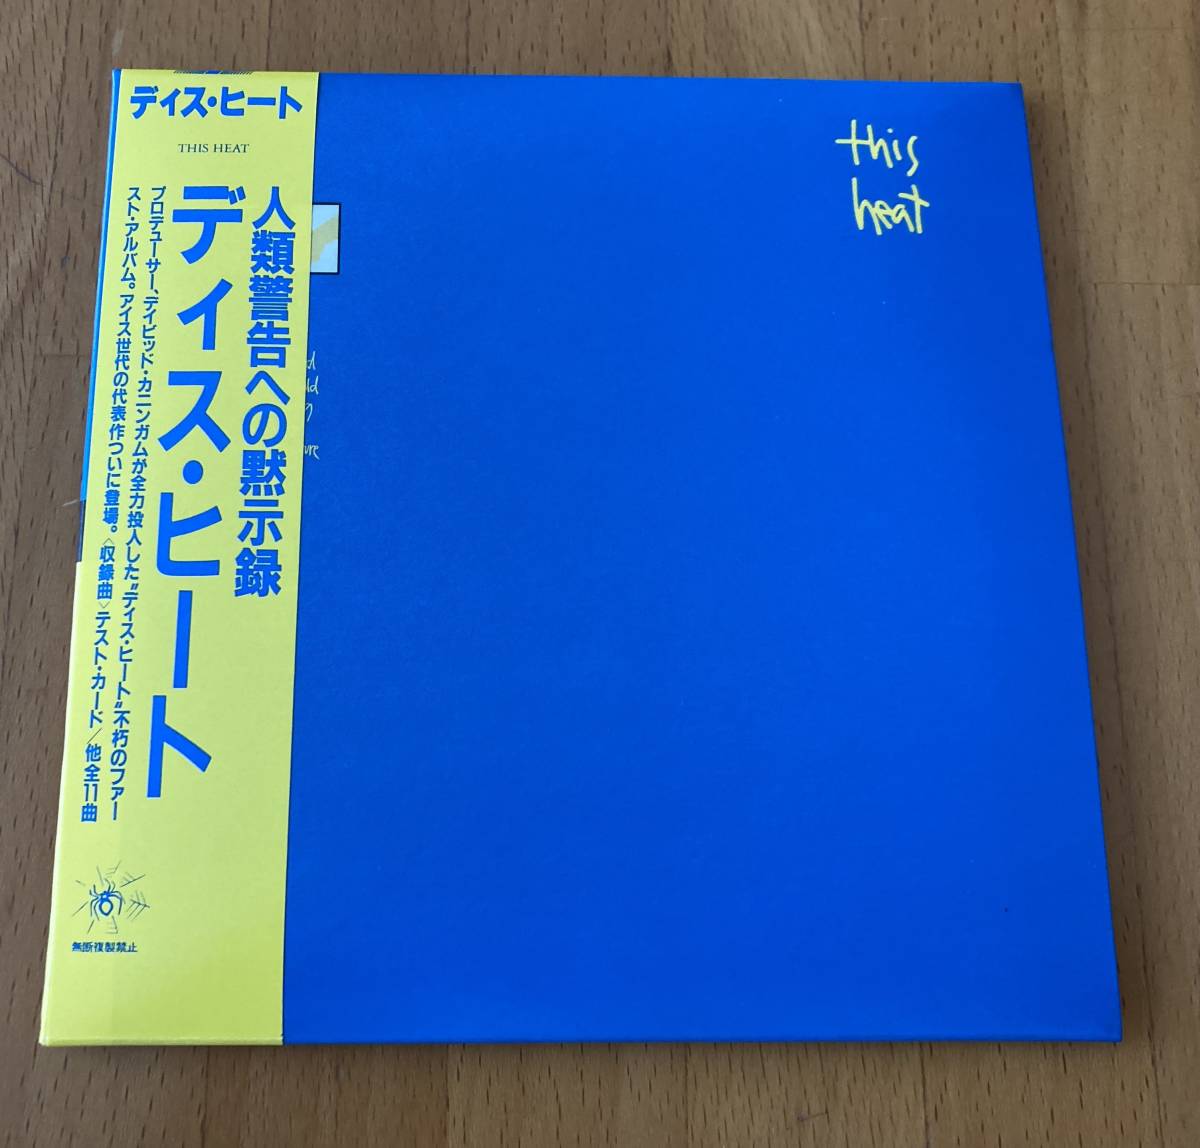 ディス・ヒート
THIS HEAT
人類警告への黙示録
ディス・ヒート
プロデューサー、デイビッド・カニンガムが全力投入した“ディス・ヒート”不朽のファー
スト・アルバム。アイス世代の代表作ついに登場。〈収録曲〉テスト・カード/他全11曲
無断複製禁止
this
heat